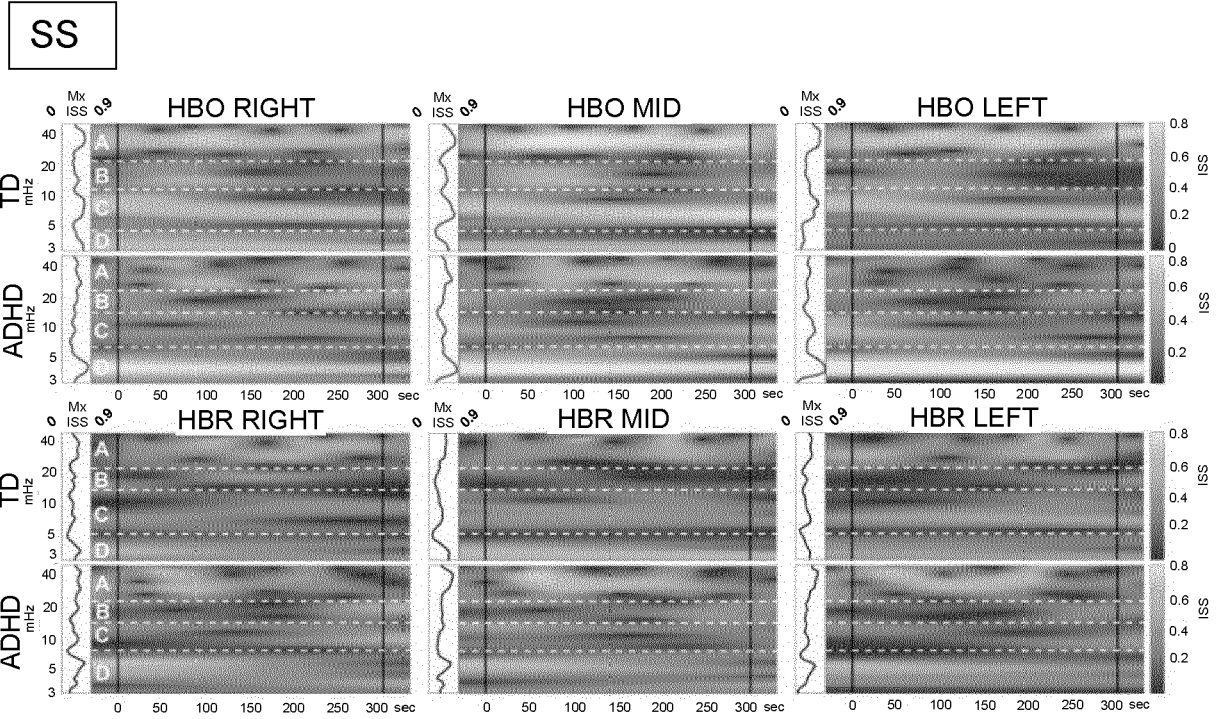 SS
0 Mx ISS 0.9 HBO RIGHT 0 Mx ISS 0.9 HBO MID 0 Mx ISS 0.9 HBO LEFT
TD mHz 40 20 10 5 3 A B C D 0.8 0.6 0.4 0.2 0 ISS
ADHD mHz 40 20 10 5 3 A B C D 0.8 0.6 0.4 0.2 ISS
0 50 100 150 200 250 300 sec 0 50 100 150 200 250 300 sec 0 50 100 150 200 250 300 sec
Mx ISS 0.9 HBR RIGHT 0 Mx ISS 0.9 HBR MID 0 Mx ISS 0.9 HBR LEFT
TD mHz 40 20 10 5 3 A B C D 0.8 0.6 0.4 0.2 ISS
ADHD mHz 40 20 10 5 3 A B C D 0.8 0.6 0.4 0.2 ISS
0 50 100 150 200 250 300 sec 0 50 100 150 200 250 300 sec 0 50 100 150 200 250 300 sec